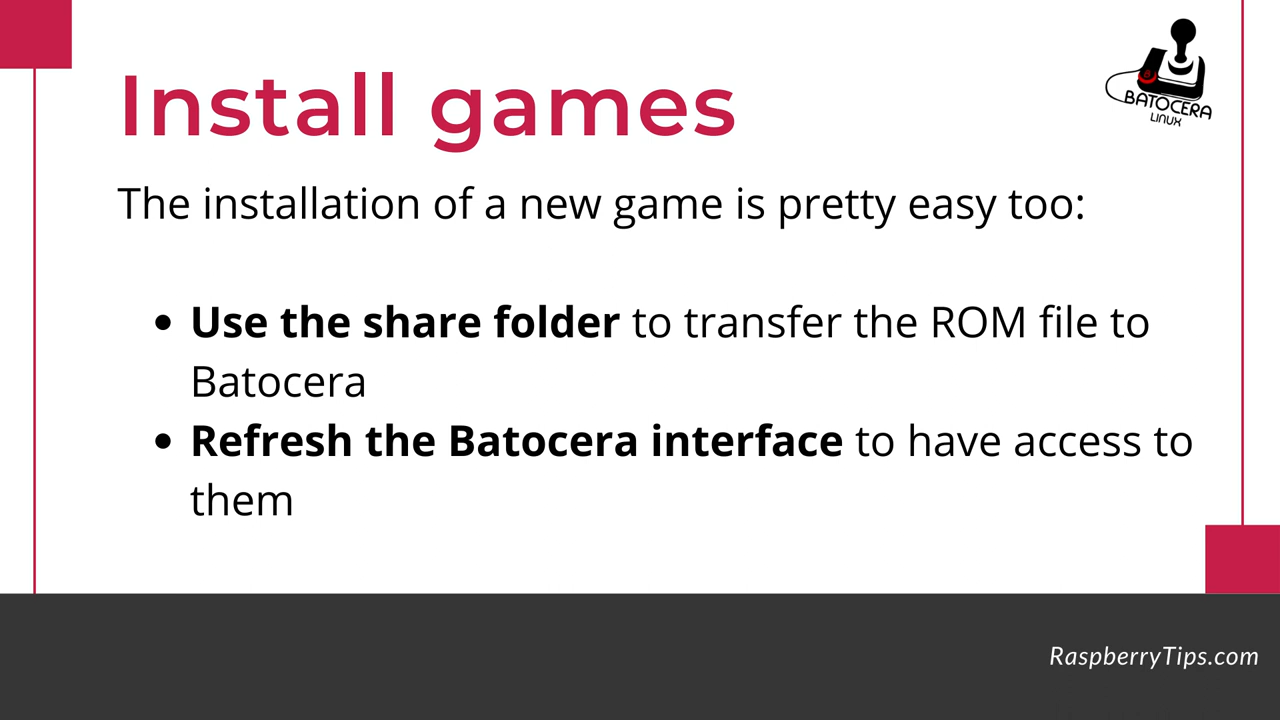 BATOCERA
LINUX
Install games
The installation of a new game is pretty easy too:
• Use the share folder to transfer the ROM file to
Batocera
• Refresh the Batocera interface to have access to
them
RaspberryTips.com